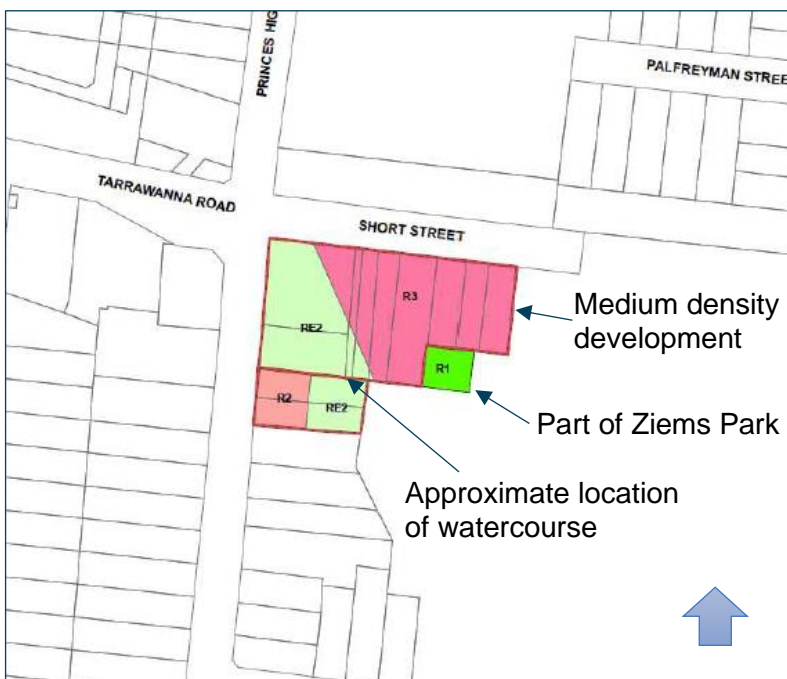 PRINCES HIG
PALFREYMAN STREE
TARRAWANNA ROAD
SHORT STREET
R3
RE2
Medium density
development
R1
R2
RE2
Part of Ziems Park
Approximate location
of watercourse